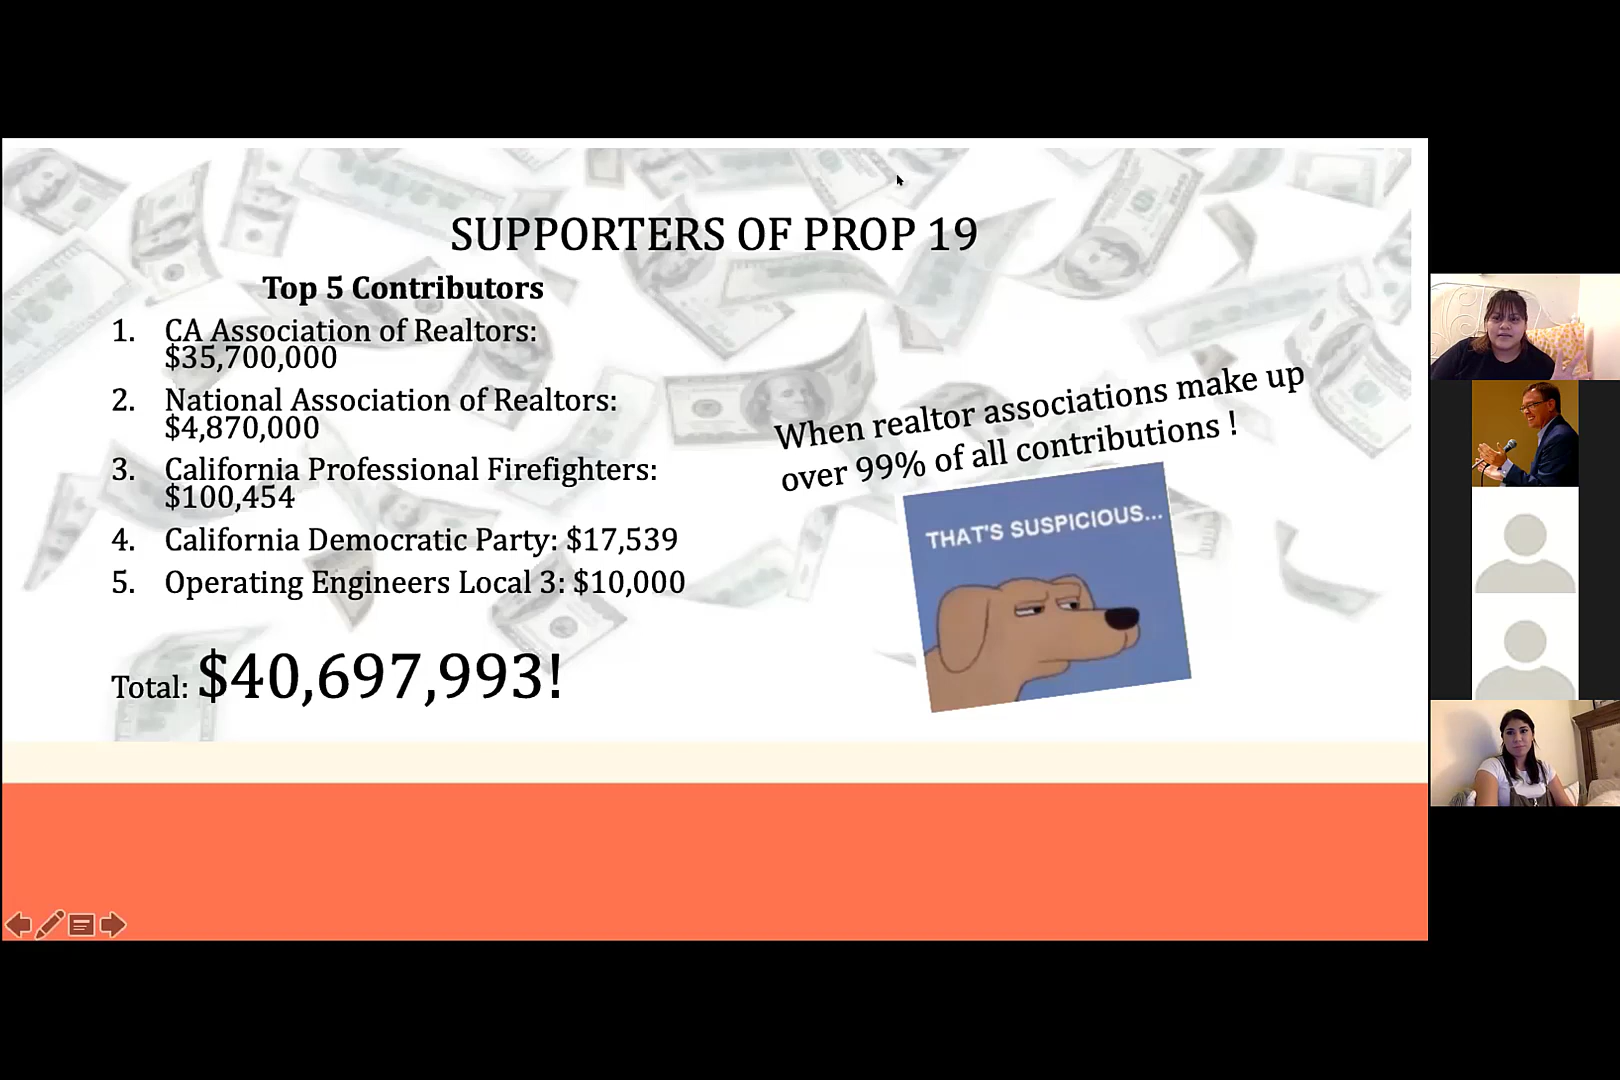 SUPPORTERS OF PROP 19
Top 5 Contributors
1. CA Association of Realtors:
$35,700,000
2. National Association of Realtors:
$4,870,000
3. California Professional Firefighters:
$100,454
4. California Democratic Party: $17,539
5. Operating Engineers Local 3: $10,000
Total: $40,697,993!
When realtor associations make up
over 99% of all contributions !
THAT'S SUSPICIOUS...